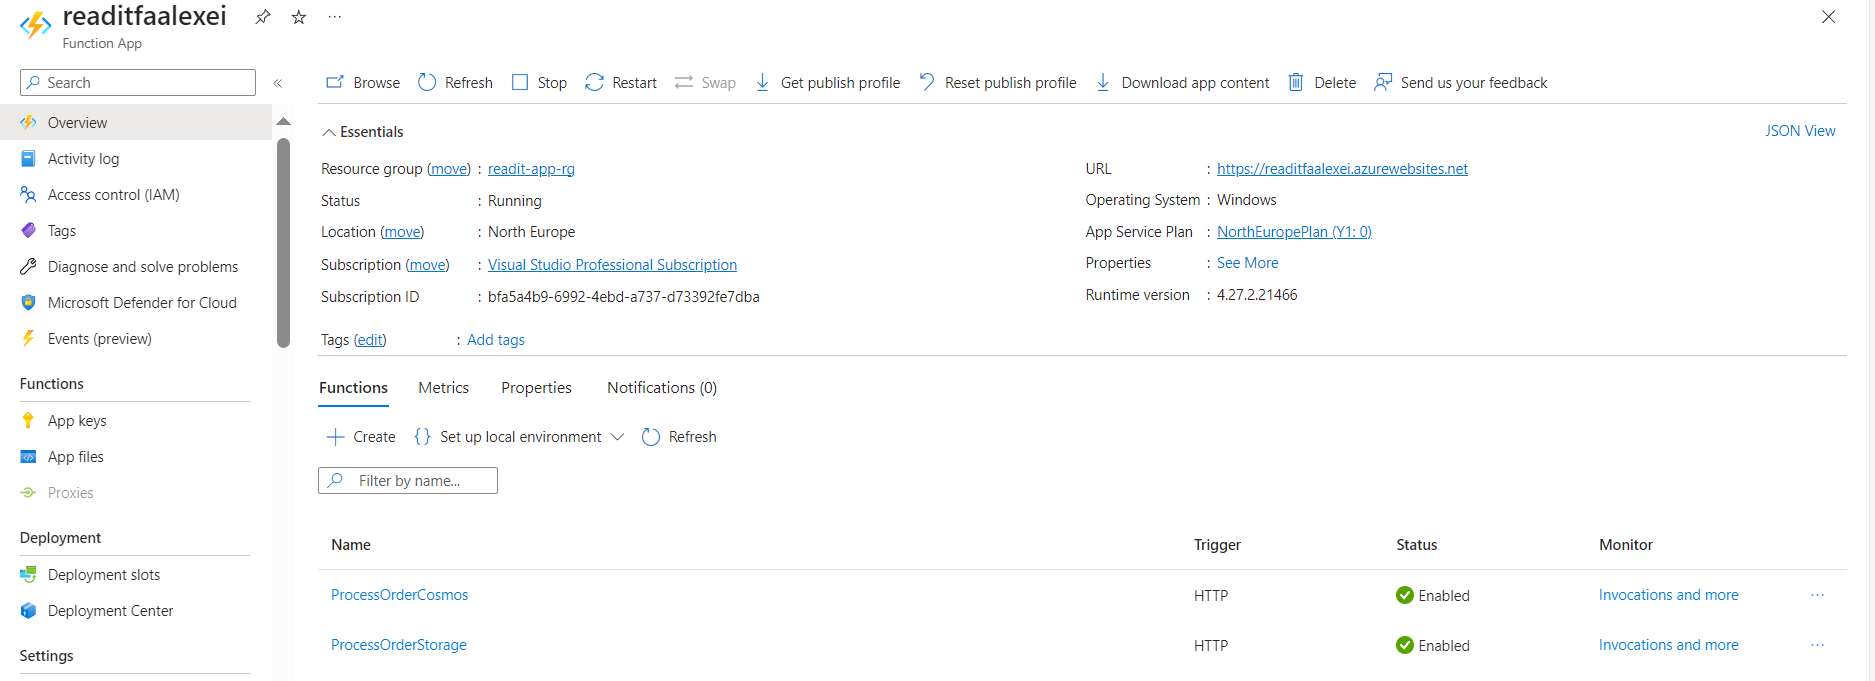 readitfaalexei
Function App
Search
Browse Refresh Stop Restart Swap Get publish profile Reset publish profile Download app content Delete Send us your feedback
Overview
Activity log
Access control (IAM)
Tags
Diagnose and solve problems
Microsoft Defender for Cloud
Events (preview)
Functions
App keys
App files
Proxies
Deployment
Deployment slots
Deployment Center
Settings
Essentials JSON View
Resource group (move) : readit-app-rg
Status : Running
Location (move) : North Europe
Subscription (move) : Visual Studio Professional Subscription
Subscription ID : bfa5a4b9-6992-4ebd-a737-d73392fe7dba
Tags (edit) : Add tags
URL : https://readitfaalexei.azurewebsites.net
Operating System : Windows
App Service Plan : NorthEuropePlan (Y1: 0)
Properties : See More
Runtime version : 4.27.2.21466
Functions Metrics Properties Notifications (0)
Create {} Set up local environment Refresh
Filter by name...
Name Trigger Status Monitor
ProcessOrderCosmos HTTP Enabled Invocations and more ...
ProcessOrderStorage HTTP Enabled Invocations and more ...